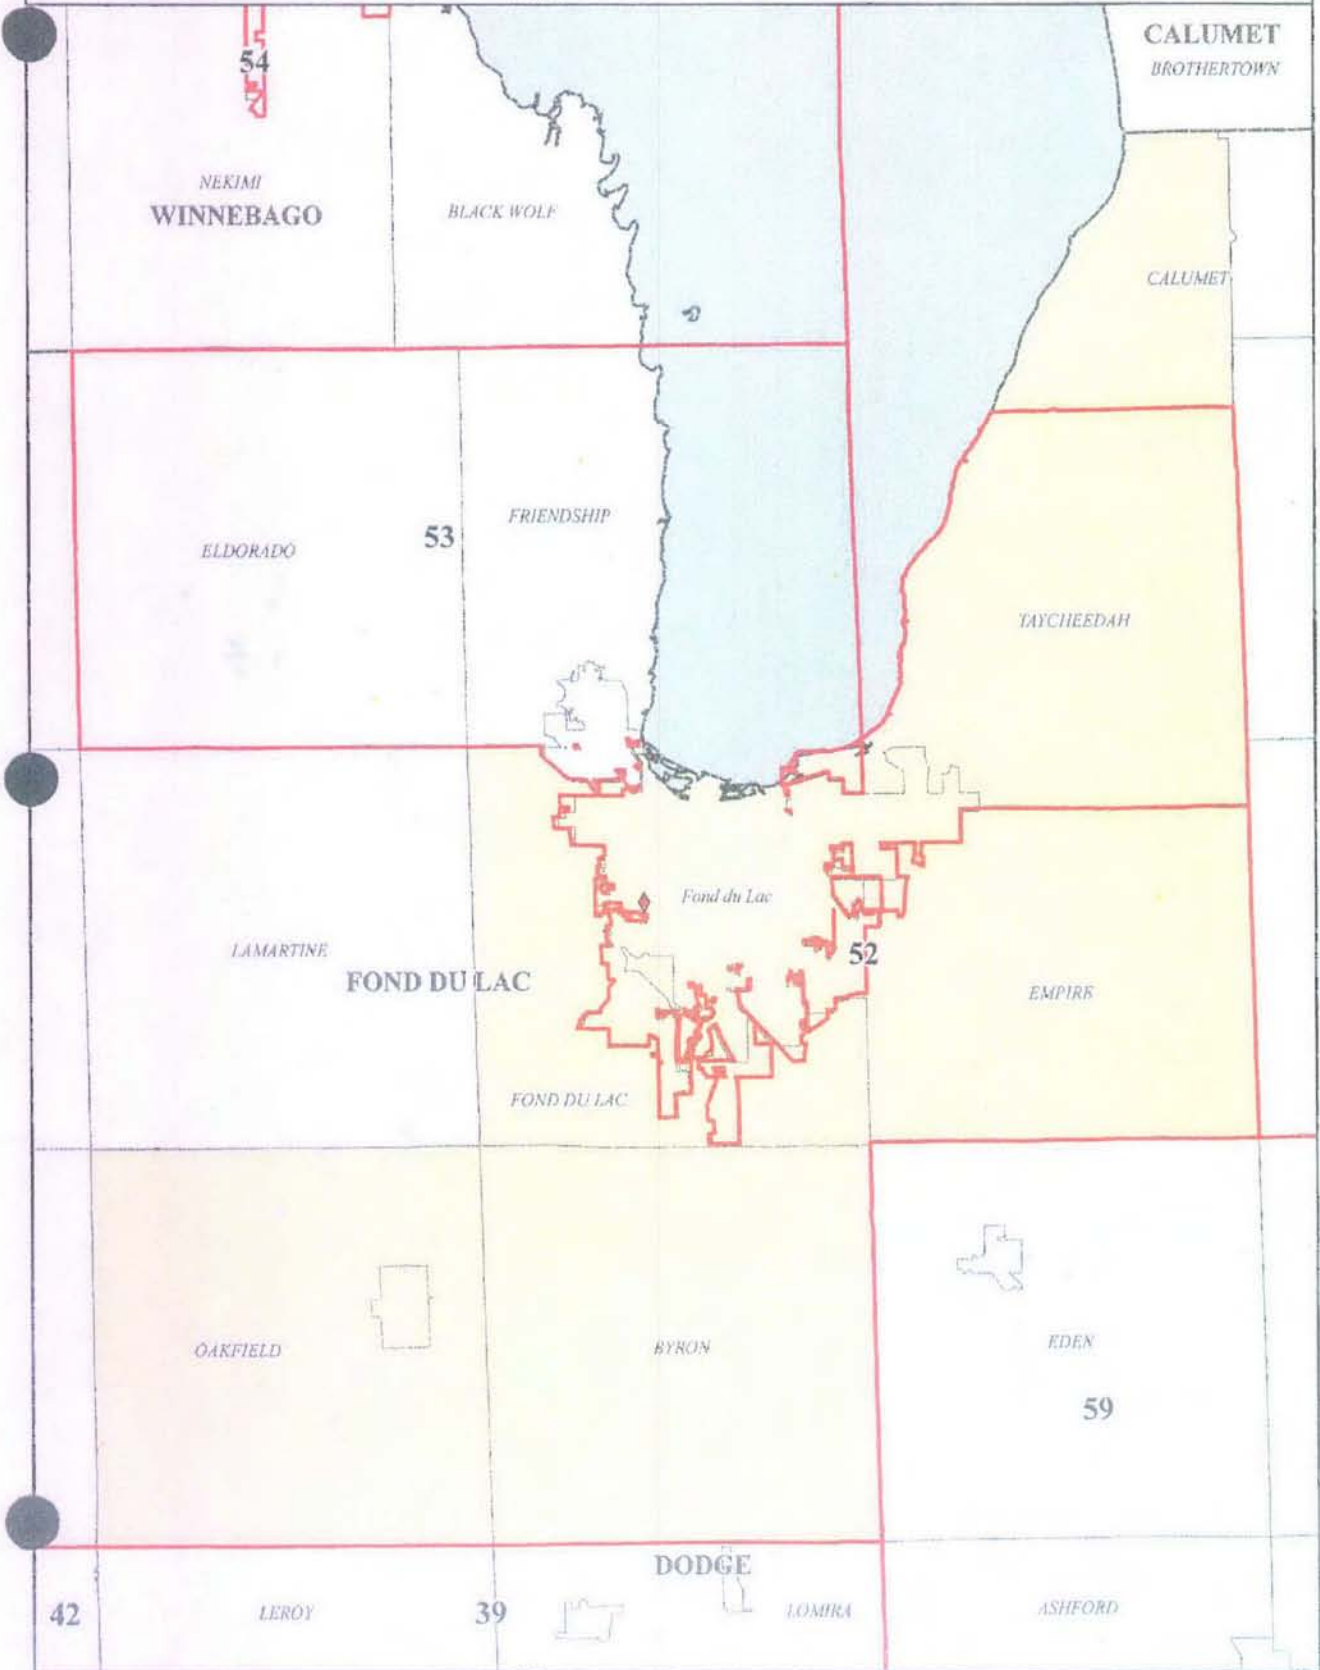 CALUMET
BROTHERTOWN
54
NEKIMI
WINNEBAGO
BLACK WOLF
CALUMET
53
FRIENDSHIP
ELDORADO
TAYCHEEDAH
Fond du Lac
LAMARTINE
52
FOND DU LAC
EMPIRE
FOND DU LAC
OAKFIELD
BYRON
EDEN
59
DODGE
42
LEROY
39
LOMIRA
ASHFORD